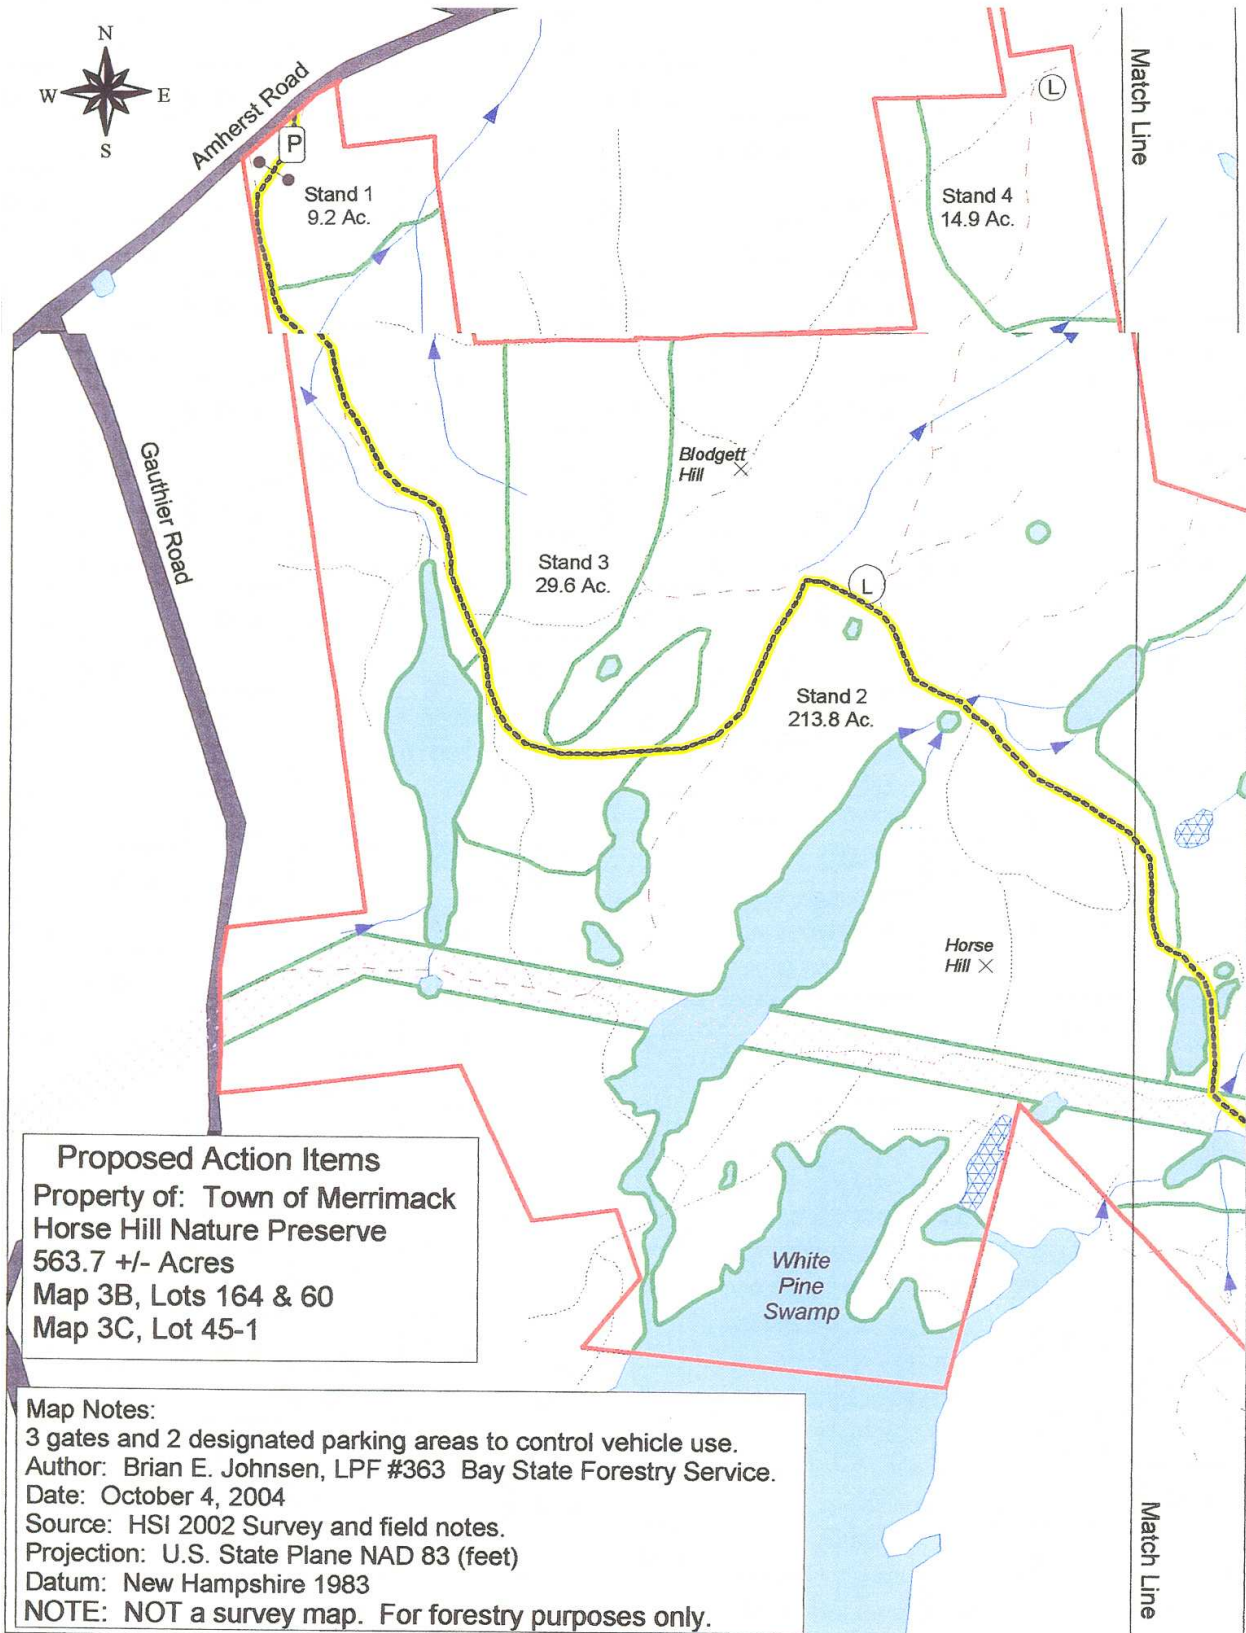 N
W E
S
Amherst Road
P
Stand 1
9.2 Ac.
L
Stand 4
14.9 Ac.
Match Line
Gauthier Road
Blodgett
Hill
Stand 3
29.6 Ac.
L
Stand 2
213.8 Ac.
Horse
Hill
White
Pine
Swamp
Proposed Action Items
Property of: Town of Merrimack
Horse Hill Nature Preserve
563.7 +/- Acres
Map 3B, Lots 164 & 60
Map 3C, Lot 45-1
Map Notes:
3 gates and 2 designated parking areas to control vehicle use.
Author: Brian E. Johnsen, LPF #363 Bay State Forestry Service.
Date: October 4, 2004
Source: HSI 2002 Survey and field notes.
Projection: U.S. State Plane NAD 83 (feet)
Datum: New Hampshire 1983
NOTE: NOT a survey map. For forestry purposes only.
Match Line